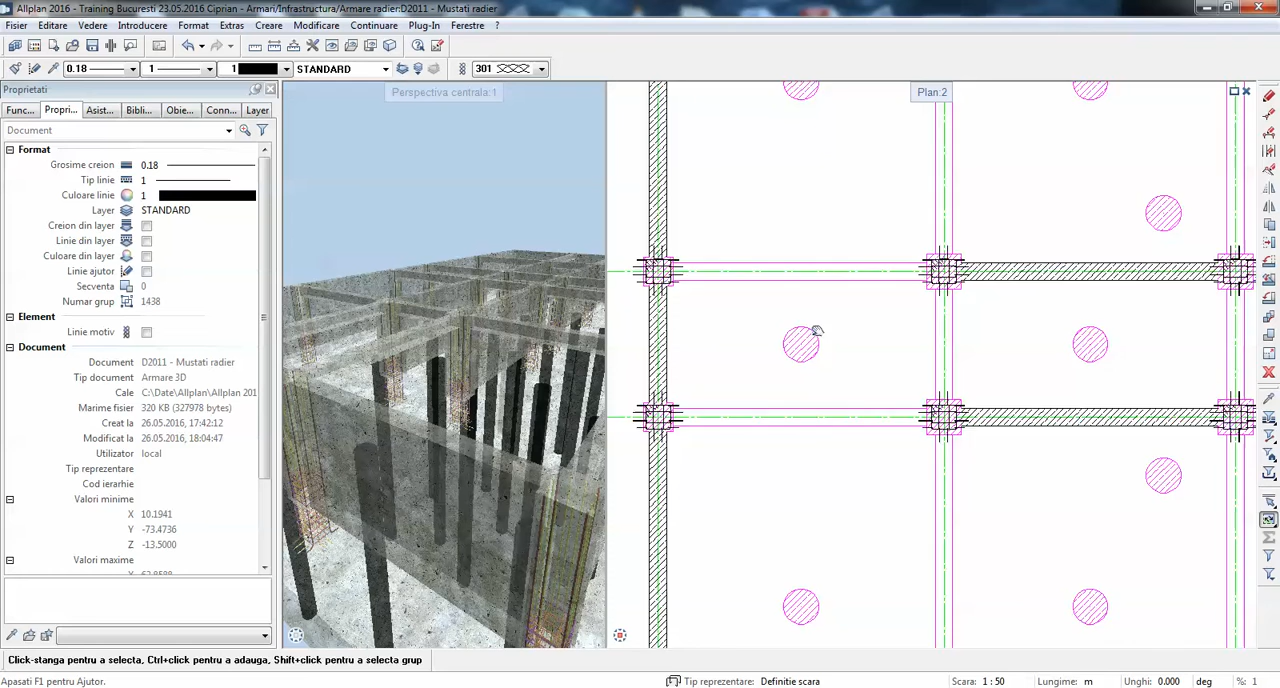 Allplan 2016 - Training Bucuresti 23.05.2016 Ciprian - Armari/Infrastructura/Armare radier:D2011 - Mustati radier
Fisier Editare Vedere Introducere Format Extras Creare Modificare Continuare Plug-In Ferestre ?
0.18 1 1 STANDARD 301
Proprietati
Func... Propri... Asist... Bibli... Obie... Conn... Layer
Document
Format
Grosime creion 0.18
Tip linie 1
Culoare linie 1
Layer STANDARD
Creion din layer
Linie din layer
Culoare din layer
Linie ajutor
Secventa 0
Numar grup 1438
Element
Linie motiv
Document
Document D2011 - Mustati radier
Tip document Armare 3D
Cale C:\Date\Allplan\Allplan 201
Marime fisier 320 KB (327978 bytes)
Creat la 26.05.2016 , 17:42:12
Modificat la 26.05.2016 , 18:04:47
Utilizator local
Tip reprezentare
Cod ierarhie
Valori minime
X 10.1941
Y -73.4736
Z -13.5000
Valori maxime
Perspectiva centrala:1
Plan:2
Click-stanga pentru a selecta, Ctrl+click pentru a adauga, Shift+click pentru a selecta grup
Apasati F1 pentru Ajutor.
Tip reprezentare: Definitie scara Scara: 1 : 50 Lungime: m Unghi: 0.000 deg %: 1